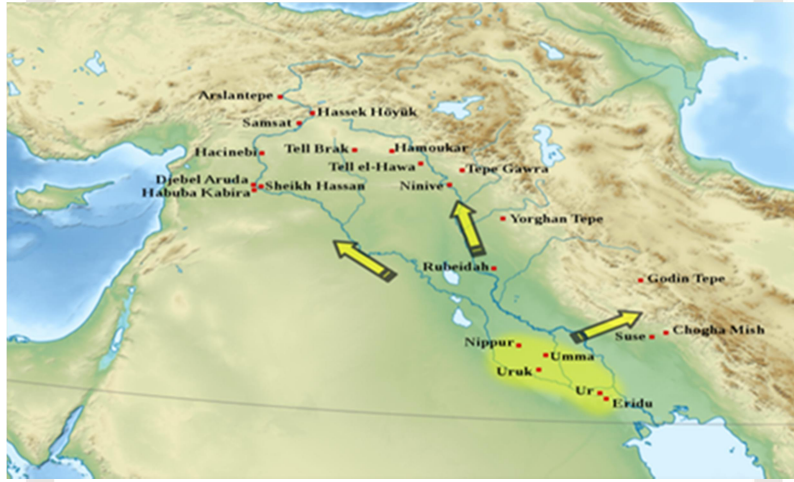 Arslantepe
Hassek Höyük
Samsat
Hacinebi
Tell Brak
Hamoukar
Tell el-Hawa
Tepe Gawra
Djebel Aruda
Habuba Kabira
Sheikh Hassan
Ninive
Yorghan Tepe
Rubeidah
Godin Tepe
Chogha Mish
Suse
Nippur
Umma
Uruk
Ur
Eridu